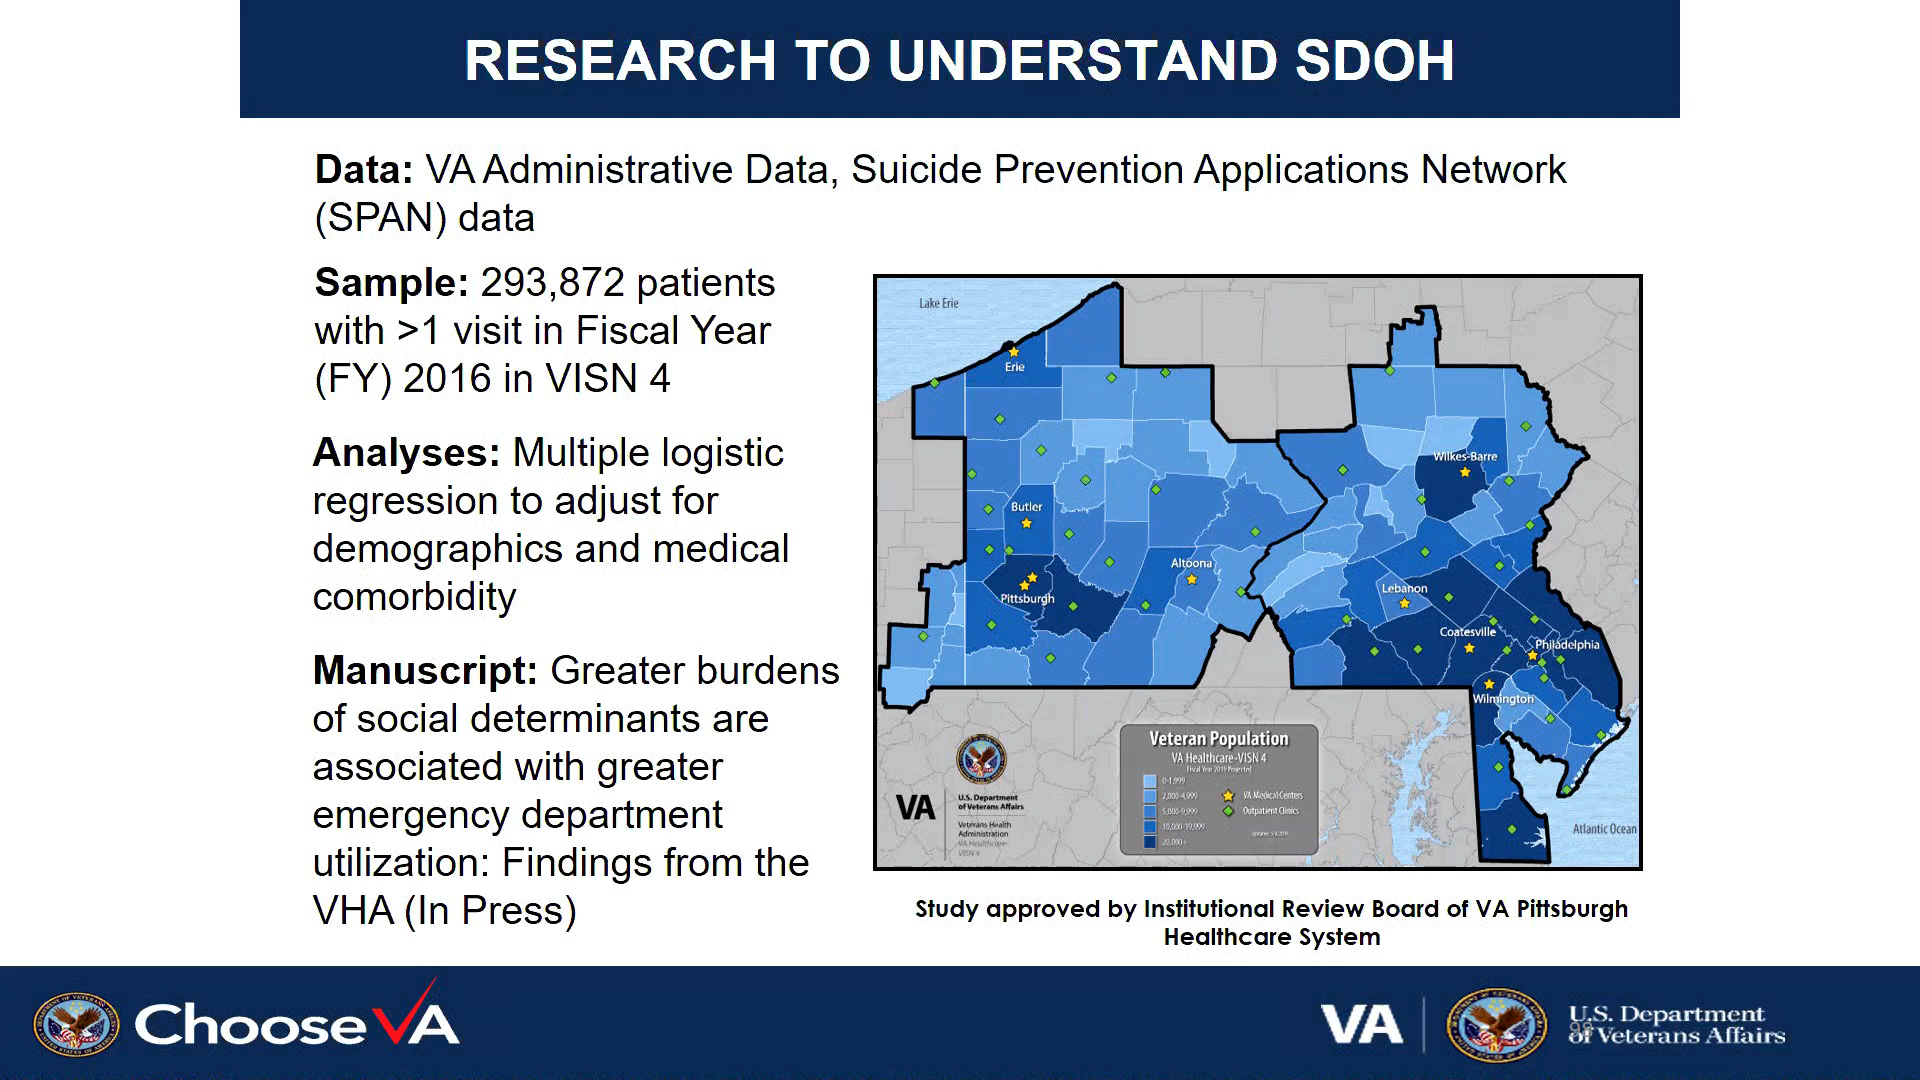 RESEARCH TO UNDERSTAND SDOH
Data: VA Administrative Data, Suicide Prevention Applications Network
(SPAN) data
Sample: 293,872 patients
with >1 visit in Fiscal Year
(FY) 2016 in VISN 4
Analyses: Multiple logistic
regression to adjust for
demographics and medical
comorbidity
Manuscript: Greater burdens
of social determinants are
associated with greater
emergency department
utilization: Findings from the
VHA (In Press)
Lake Erie
Erie
Wilkes-Barre
Butler
Altoona
Pittsburgh
Lebanon
Coatesville
Philadelphia
Wilmington
Atlantic Ocean
Veteran Population
VA Healthcare-VISN 4
Fiscal Year 2019 Projected
0-1,999
2,000-4,999
5,000-9,999
10,000-19,999
20,000+
VA Medical Centers
Outpatient Clinics
VA
U.S. Department
of Veterans Affairs
Veterans Health
Administration
VA Healthcare-
VISN 4
Study approved by Institutional Review Board of VA Pittsburgh
Healthcare System
Choose VA
VA
U.S. Department
of Veterans Affairs